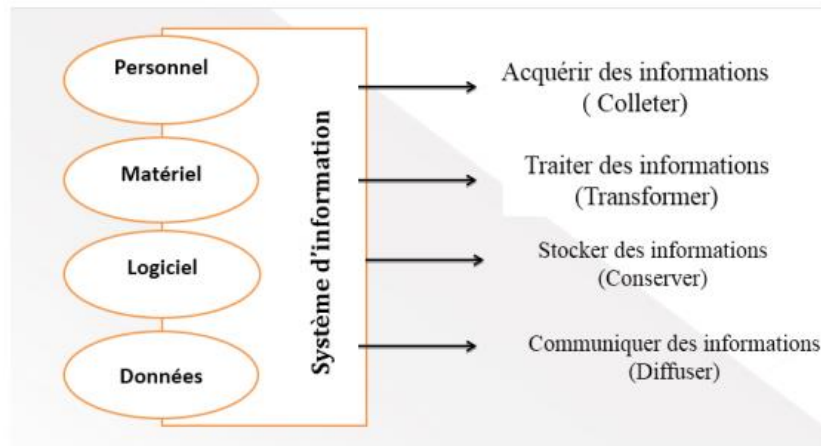 Personnel
Matériel
Logiciel
Données
Système d'information
Acquérir des informations
( Colleter)
Traiter des informations
(Transformer)
Stocker des informations
(Conserver)
Communiquer des informations
(Diffuser)